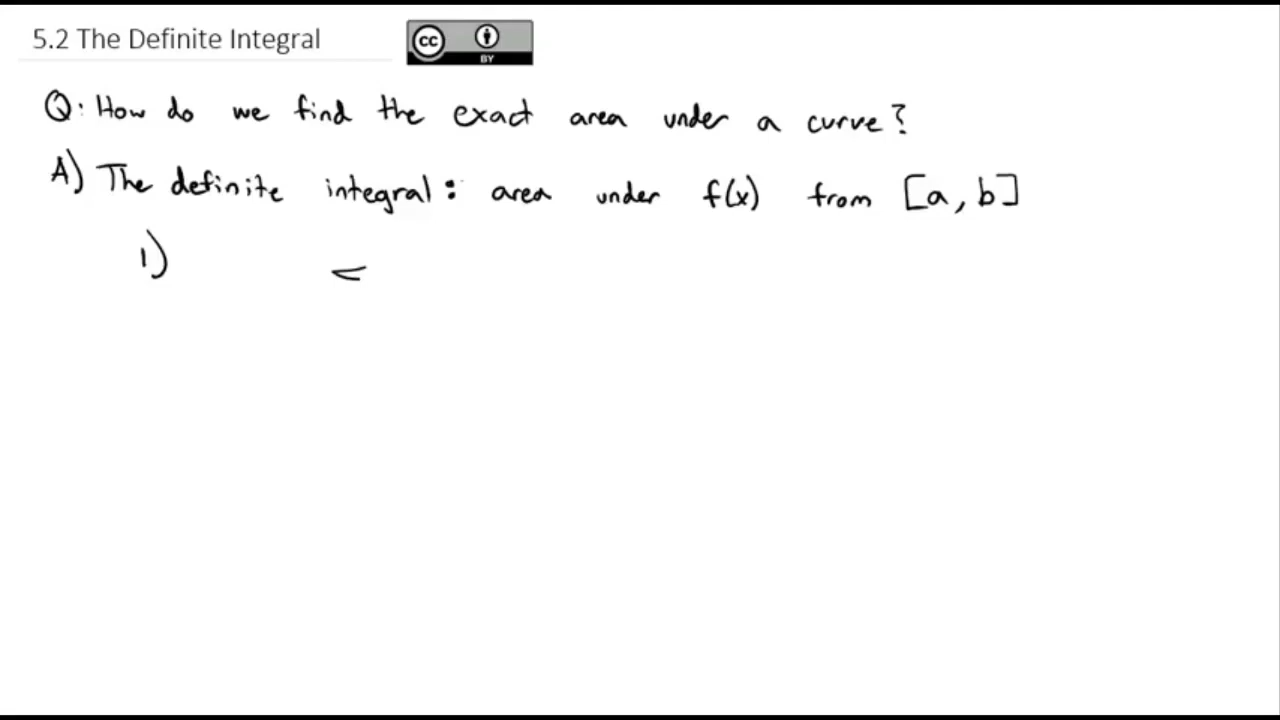 5.2 The Definite Integral
cc BY
Q: How do we find the exact area under a curve?
A) The definite integral: area under f(x) from [a, b]
1) =